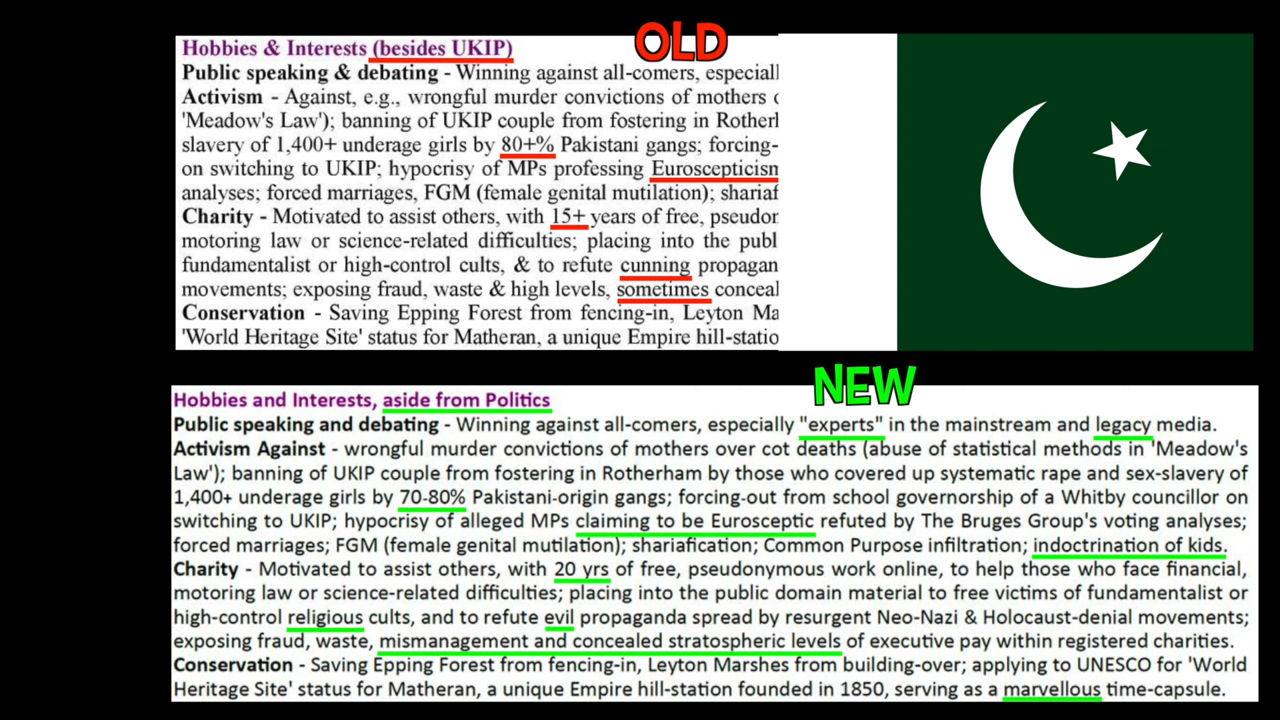 OLD
Hobbies & Interests (besides UKIP)
Public speaking & debating - Winning against all-comers, especial
Activism - Against, e.g., wrongful murder convictions of mothers
'Meadow's Law'); banning of UKIP couple from fostering in Rother
slavery of 1,400+ underage girls by 80+% Pakistani gangs; forcing-
on switching to UKIP; hypocrisy of MPs professing Euroscepticism
analyses; forced marriages, FGM (female genital mutilation); shariaf
Charity - Motivated to assist others, with 15+ years of free, pseudon
motoring law or science-related difficulties; placing into the publ
fundamentalist or high-control cults, & to refute cunning propagan
movements; exposing fraud, waste & high levels, sometimes conceal
Conservation - Saving Epping Forest from fencing-in, Leyton Ma
'World Heritage Site' status for Matheran, a unique Empire hill-statio
NEW
Hobbies and Interests, aside from Politics
Public speaking and debating - Winning against all-comers, especially "experts" in the mainstream and legacy media.
Activism Against - wrongful murder convictions of mothers over cot deaths (abuse of statistical methods in 'Meadow's
Law'); banning of UKIP couple from fostering in Rotherham by those who covered up systematic rape and sex-slavery of
1,400+ underage girls by 70-80% Pakistani-origin gangs; forcing-out from school governorship of a Whitby councillor on
switching to UKIP; hypocrisy of alleged MPs claiming to be Eurosceptic refuted by The Bruges Group's voting analyses;
forced marriages; FGM (female genital mutilation); shariafication; Common Purpose infiltration; indoctrination of kids.
Charity - Motivated to assist others, with 20 yrs of free, pseudonymous work online, to help those who face financial,
motoring law or science-related difficulties; placing into the public domain material to free victims of fundamentalist or
high-control religious cults, and to refute evil propaganda spread by resurgent Neo-Nazi & Holocaust-denial movements;
exposing fraud, waste, mismanagement and concealed stratospheric levels of executive pay within registered charities.
Conservation - Saving Epping Forest from fencing-in, Leyton Marshes from building-over; applying to UNESCO for 'World
Heritage Site' status for Matheran, a unique Empire hill-station founded in 1850, serving as a marvellous time-capsule.